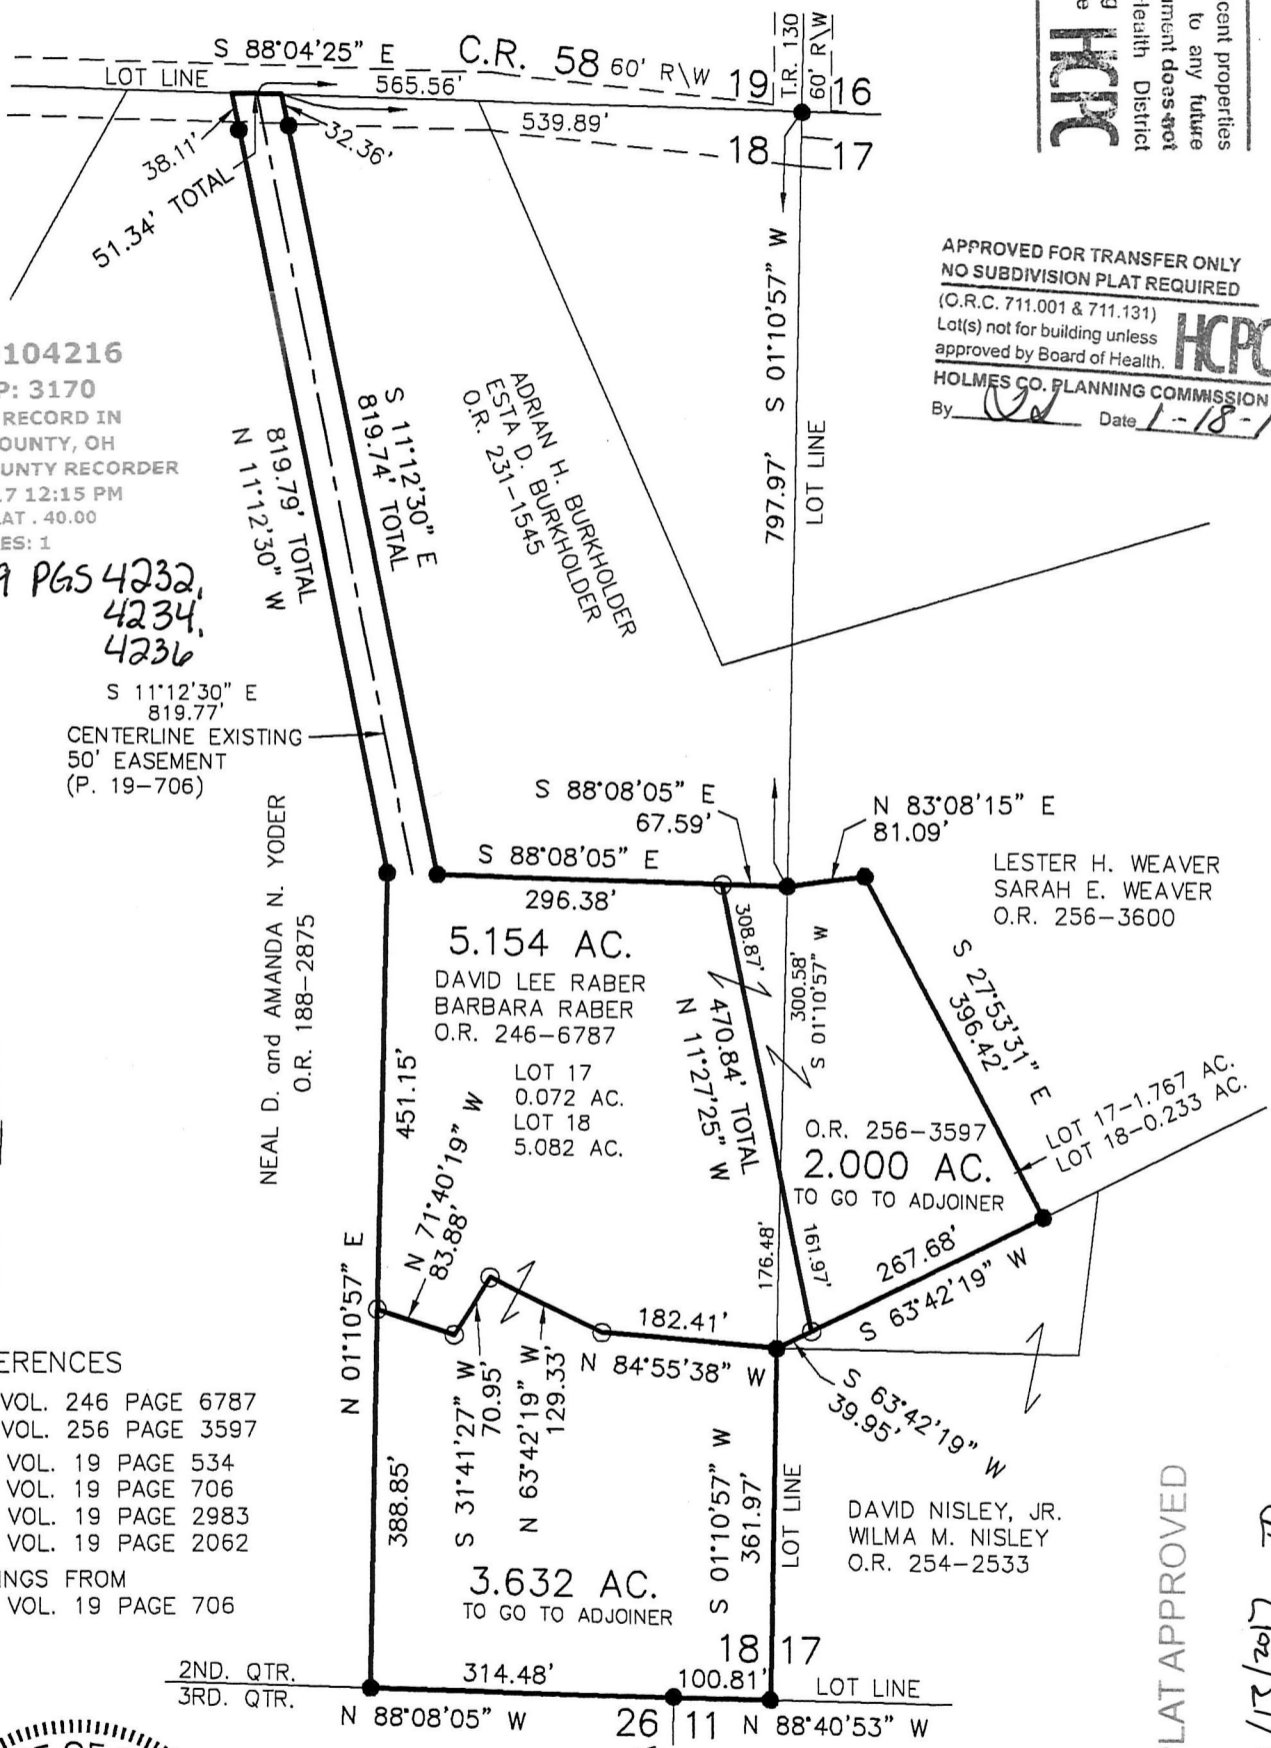 S 88°04'25" E
C.R. 58 60' R\W
LOT LINE
565.56'
539.89'
T.R. 130
60' R\W
19
16
18
17
38.11'
32.36'
51.34' TOTAL
cent properties
to any future
ment does not
Health District
HCPC
APPROVED FOR TRANSFER ONLY
NO SUBDIVISION PLAT REQUIRED
(O.R.C. 711.001 & 711.131)
Lot(s) not for building unless
approved by Board of Health.
HCPC
HOLMES CO. PLANNING COMMISSION
By
Date 1-18-1
104216
P: 3170
RECORD IN
OUNTY, OH
UNTY RECORDER
17 12:15 PM
LAT . 40.00
ES: 1
9 PGS 4232,
4234,
4236
819.79' TOTAL
N 11°12'30" W
S 11°12'30" E
819.74' TOTAL
ADRIAN H. BURKHOLDER
ESTA D. BURKHOLDER
O.R. 231-1545
797.97' S 01°10'57" W
LOT LINE
S 11°12'30" E
819.77'
CENTERLINE EXISTING
50' EASEMENT
(P. 19-706)
NEAL D. and AMANDA N. YODER
O.R. 188-2875
S 88°08'05" E
67.59'
N 83°08'15" E
81.09'
S 88°08'05" E
296.38'
LESTER H. WEAVER
SARAH E. WEAVER
O.R. 256-3600
5.154 AC.
DAVID LEE RABER
BARBARA RABER
O.R. 246-6787
LOT 17
0.072 AC.
LOT 18
5.082 AC.
308.87'
470.84' TOTAL
N 11°27'25" W
300.58'
S 01°10'57" W
S 27°53'31" E
396.42'
LOT 17-1.767 AC.
LOT 18-0.233 AC.
O.R. 256-3597
2.000 AC.
TO GO TO ADJOINER
451.15'
N 71°40'19" W
83.88'
N 01°10'57" E
176.48'
161.97'
267.68'
S 63°42'19" W
182.41'
N 84°55'38" W
S 31°41'27" W
70.95'
N 63°42'19" W
129.33'
S 63°42'19" W
39.95'
ERENCES
VOL. 246 PAGE 6787
VOL. 256 PAGE 3597
VOL. 19 PAGE 534
VOL. 19 PAGE 706
VOL. 19 PAGE 2983
VOL. 19 PAGE 2062
INGS FROM
VOL. 19 PAGE 706
388.85'
S 01°10'57" W
361.97'
LOT LINE
DAVID NISLEY, JR.
WILMA M. NISLEY
O.R. 254-2533
3.632 AC.
TO GO TO ADJOINER
LAT APPROVED
18
17
2ND. QTR.
3RD. QTR.
314.48'
100.81'
LOT LINE
N 88°08'05" W
26
11
N 88°40'53" W